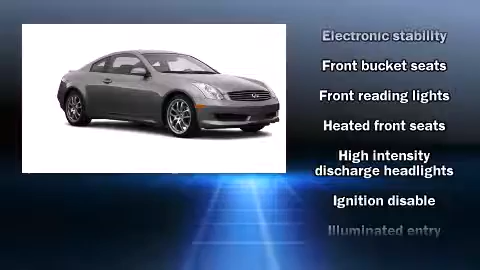 Electronic stability
Front bucket seats
Front reading lights
Heated front seats
High intensity
discharge headlights
Ignition disable
Illuminated entry